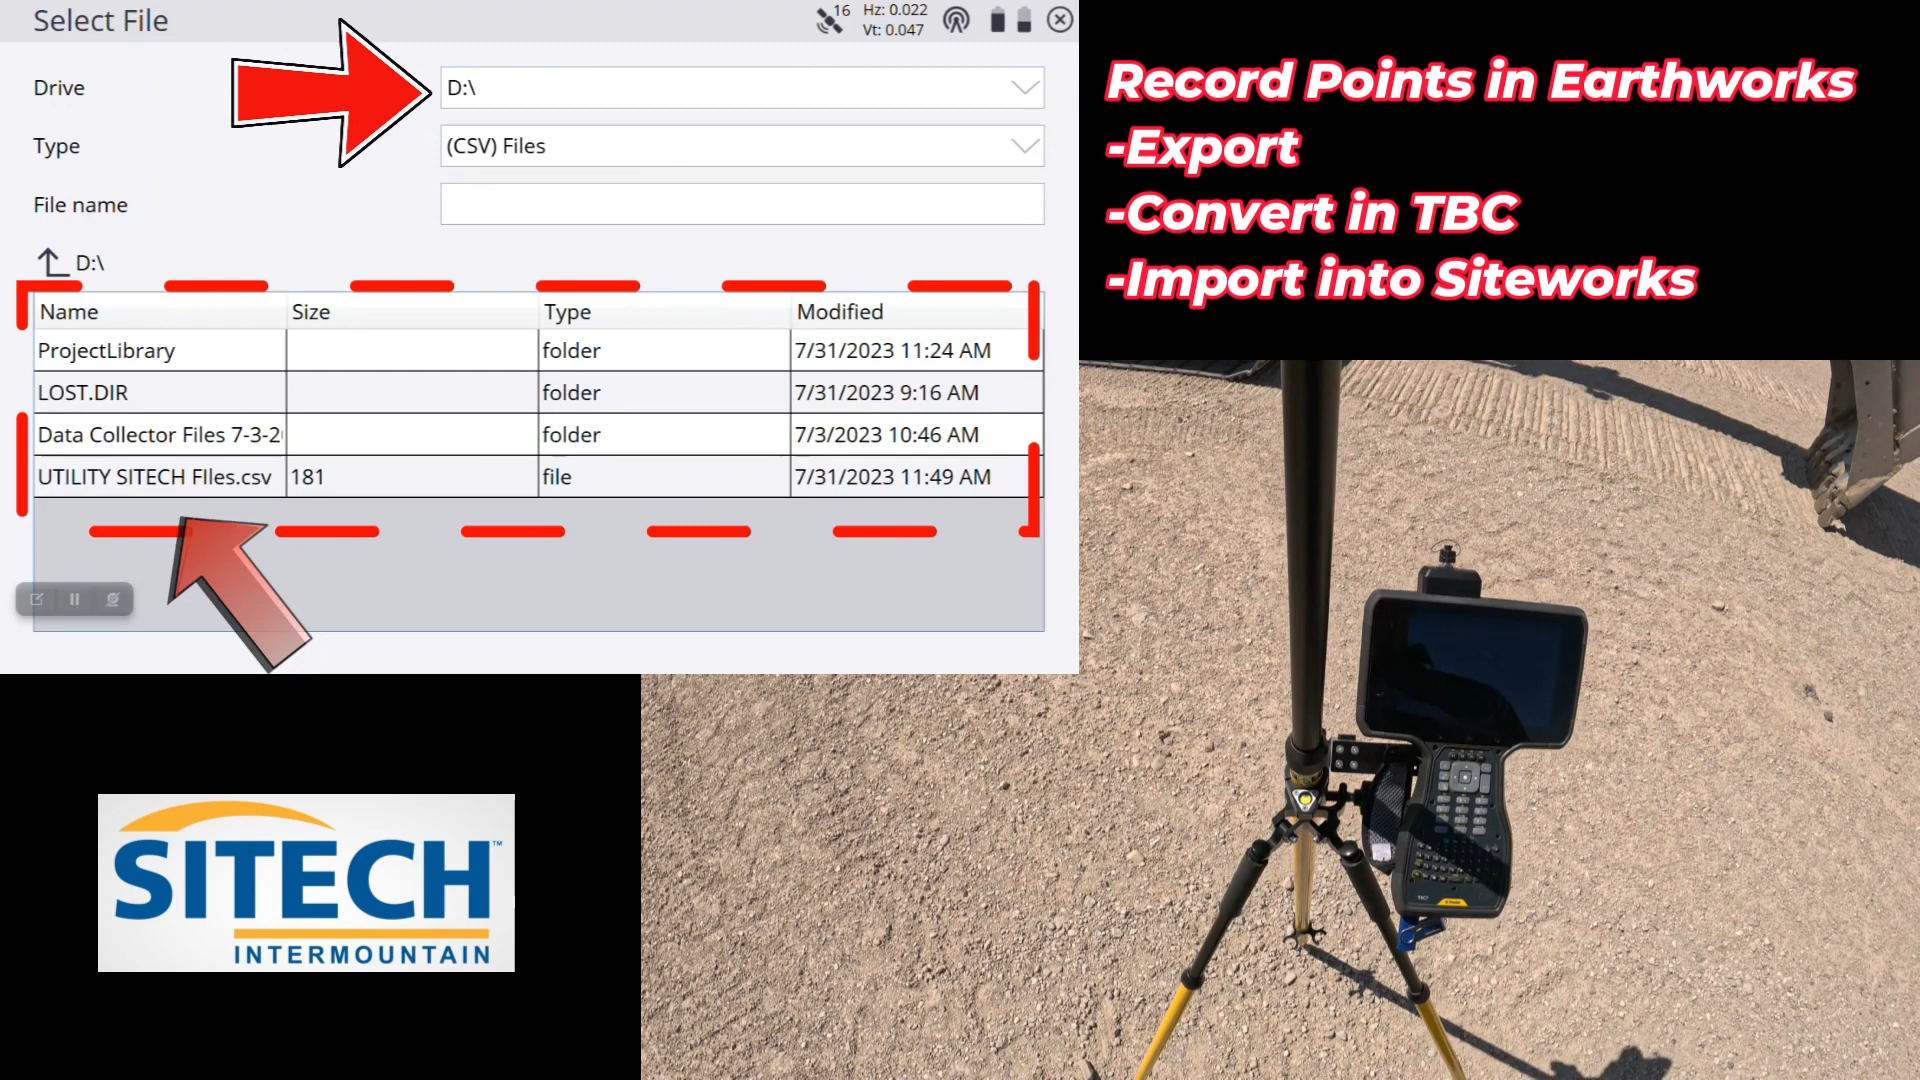 Select File
16
Hz: 0.022
Vt: 0.047
Drive
D:\
Type
(CSV) Files
File name
D:\
Name Size Type Modified
ProjectLibrary folder 7/31/2023 11:24 AM
LOST.DIR folder 7/31/2023 9:16 AM
Data Collector Files 7-3-2 folder 7/3/2023 10:46 AM
UTILITY SITECH FIles.csv 181 file 7/31/2023 11:49 AM
Record Points in Earthworks
-Export
-Convert in TBC
-Import into Siteworks
SITECH™
INTERMOUNTAIN